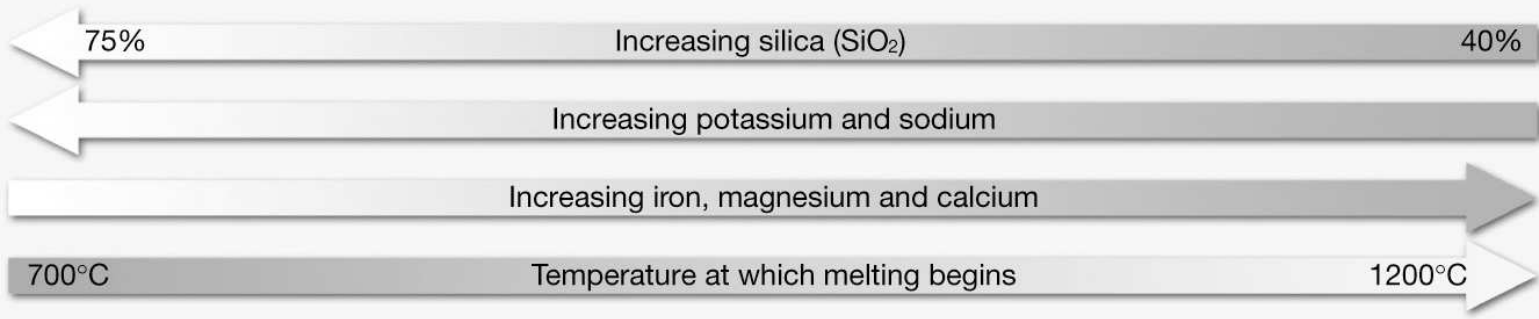 75% Increasing silica (SiO₂) 40%
Increasing potassium and sodium
Increasing iron, magnesium and calcium
700°C Temperature at which melting begins 1200°C